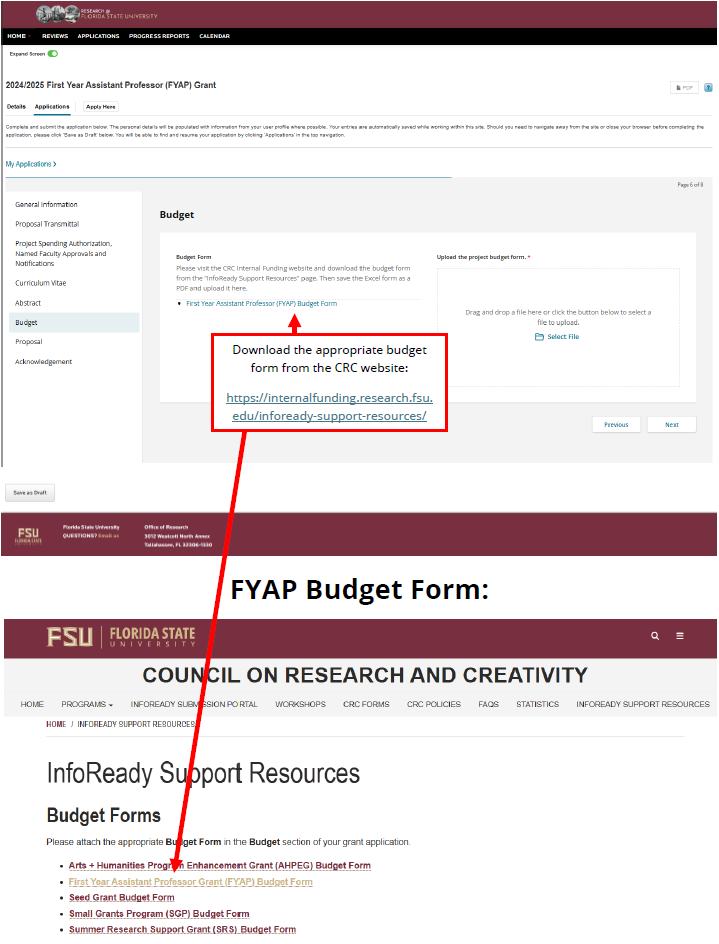 RESEARCH @
FLORIDA STATE UNIVERSITY
HOME REVIEWS APPLICATIONS PROGRESS REPORTS CALENDAR
Expand Screen
2024/2025 First Year Assistant Professor (FYAP) Grant
PDF ?
Details Applications Apply Here
Complete and submit the application below. The personal details will be populated with information from your user profile where possible. Your entries are automatically saved while working within this site. Should you need to navigate away from the site or close your browser before completing the
application, please click 'Save as Draft' below. You will be able to find and resume your application by clicking 'Applications' in the top navigation.
My Applications >
Page 6 of 8
General Information
Proposal Transmittal
Project Spending Authorization,
Named Faculty Approvals and
Notifications
Curriculum Vitae
Abstract
Budget
Proposal
Acknowledgement
Budget
Budget Form
Please visit the CRC Internal Funding website and download the budget form
from the "InfoReady Support Resources" page. Then save the Excel form as a
PDF and upload it here.
• First Year Assistant Professor (FYAP) Budget Form
Upload the project budget form. *
Drag and drop a file here or click the button below to select a
file to upload.
Select File
Download the appropriate budget
form from the CRC website:
https://internalfunding.research.fsu.
edu/infoready-support-resources/
Previous Next
Save as Draft
FSU
FLORIDA STATE
Florida State University
QUESTIONS? Email us
Office of Research
3012 Westcott North Annex
Tallahassee, FL 32306-1330
FYAP Budget Form:
FSU FLORIDA STATE
UNIVERSITY
COUNCIL ON RESEARCH AND CREATIVITY
HOME PROGRAMS INFOREADY SUBMISSION PORTAL WORKSHOPS CRC FORMS CRC POLICIES FAQS STATISTICS INFOREADY SUPPORT RESOURCES
HOME / INFOREADY SUPPORT RESOURCES
InfoReady Support Resources
Budget Forms
Please attach the appropriate Budget Form in the Budget section of your grant application.
• Arts + Humanities Program Enhancement Grant (AHPEG) Budget Form
• First Year Assistant Professor Grant (FYAP) Budget Form
• Seed Grant Budget Form
• Small Grants Program (SGP) Budget Form
• Summer Research Support Grant (SRS) Budget Form